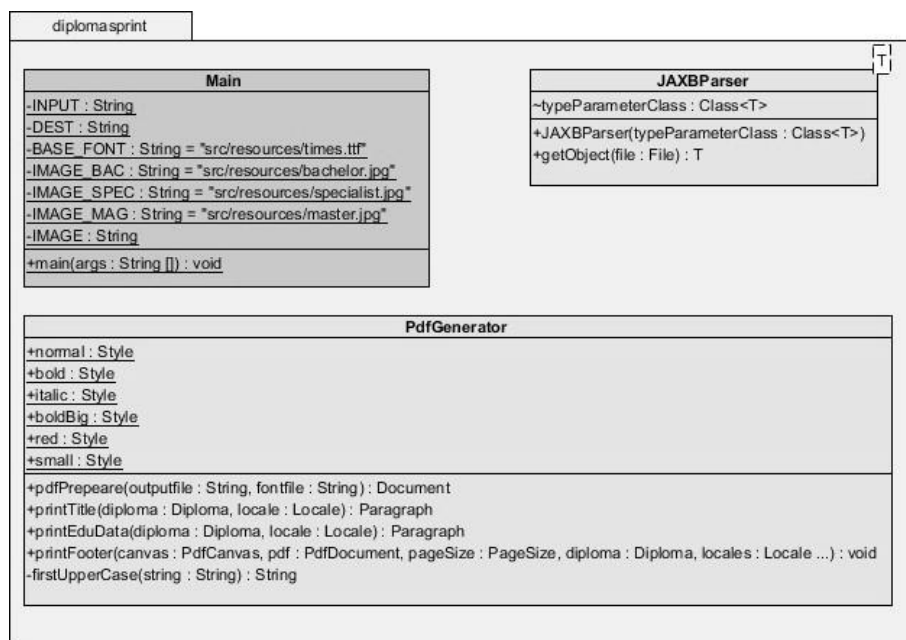 diplomasprint
Main
-INPUT : String
-DEST : String
-BASE_FONT : String = "src/resources/times.ttf"
-IMAGE_BAC : String = "src/resources/bachelor.jpg"
-IMAGE_SPEC : String = "src/resources/specialist.jpg"
-IMAGE_MAG : String = "src/resources/master.jpg"
-IMAGE : String
+main(args : String []) : void
T
JAXBParser
~typeParameterClass : Class<T>
+JAXBParser(typeParameterClass : Class<T>)
+getObject(file : File) : T
PdfGenerator
+normal : Style
+bold : Style
+italic : Style
+boldBig : Style
+red : Style
+small : Style
+pdfPrepeare(outputfile : String, fontfile : String) : Document
+printTitle(diploma : Diploma, locale : Locale) : Paragraph
+printEduData(diploma : Diploma, locale : Locale) : Paragraph
+printFooter(canvas : PdfCanvas, pdf : PdfDocument, pageSize : PageSize, diploma : Diploma, locales : Locale ...) : void
-firstUpperCase(string : String) : String